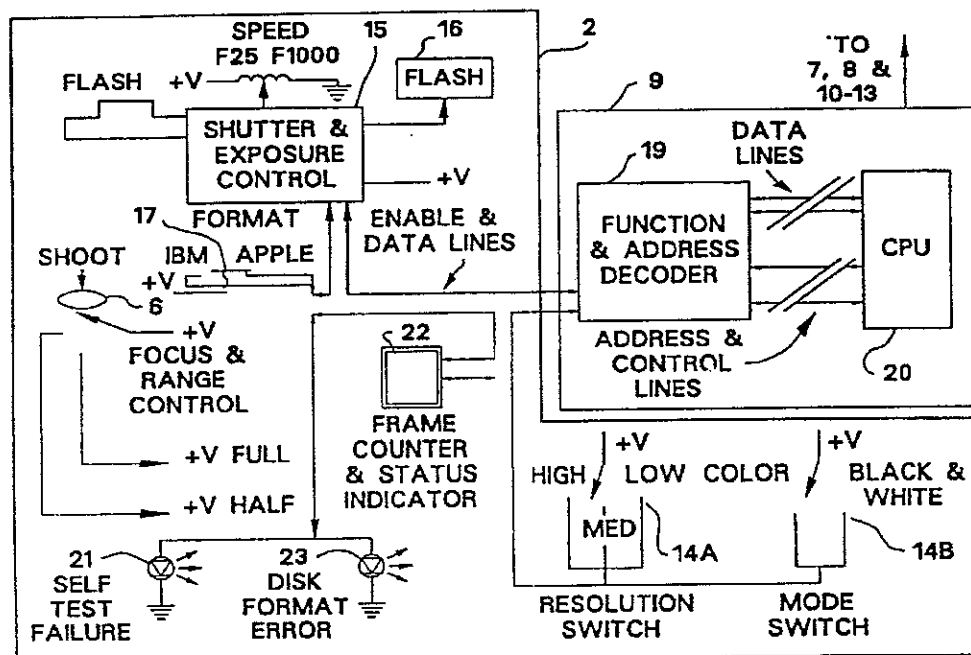 SPEED
F25 F1000
15
16
2
FLASH
+V
FLASH
SHUTTER &
EXPOSURE
CONTROL
+V
FORMAT
17
IBM APPLE
ENABLE &
DATA LINES
SHOOT
+V
6
+V
FOCUS &
RANGE
CONTROL
22
FRAME
COUNTER
& STATUS
INDICATOR
+V FULL
+V HALF
21
SELF
TEST
FAILURE
23
DISK
FORMAT
ERROR
TO
7, 8 &
10-13
9
DATA
LINES
19
FUNCTION
& ADDRESS
DECODER
CPU
ADDRESS &
CONTROL
LINES
20
+V
HIGH
LOW
MED
14A
RESOLUTION
SWITCH
+V
COLOR
BLACK &
WHITE
14B
MODE
SWITCH